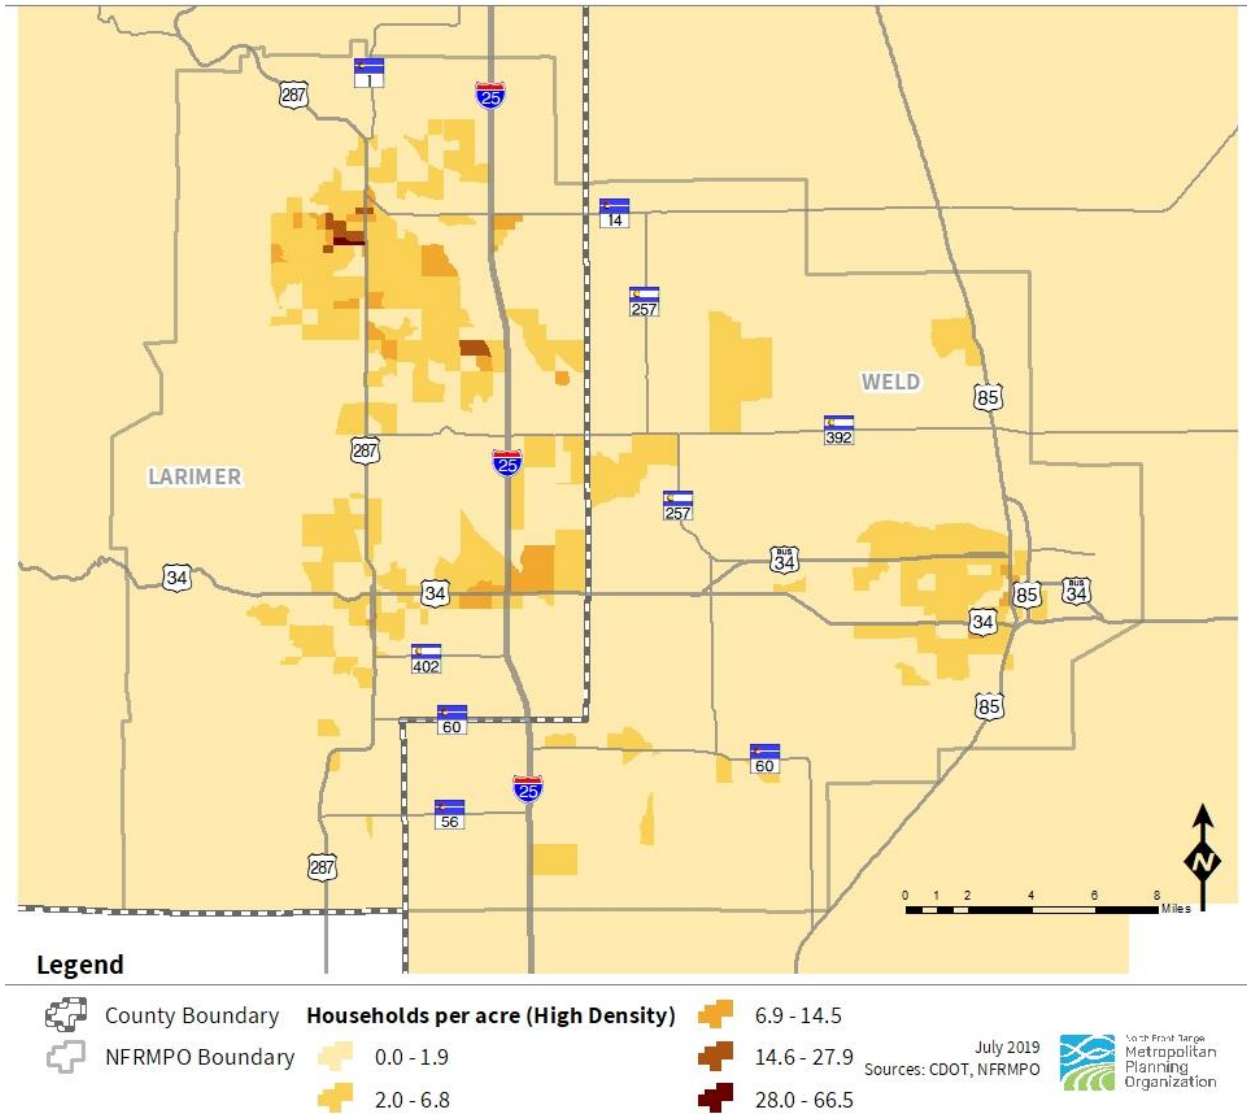 1
287
25
14
257
WELD
85
392
287
25
LARIMER
257
BUS
34
34
34
85
BUS
34
34
402
85
60
60
25
56
N
287
0 1 2 4 6 8
Miles
Legend
County Boundary
NFRMPO Boundary
Households per acre (High Density)
0.0 - 1.9
2.0 - 6.8
6.9 - 14.5
14.6 - 27.9
28.0 - 66.5
July 2019
Sources: CDOT, NFRMPO
North Front Range
Metropolitan
Planning
Organization